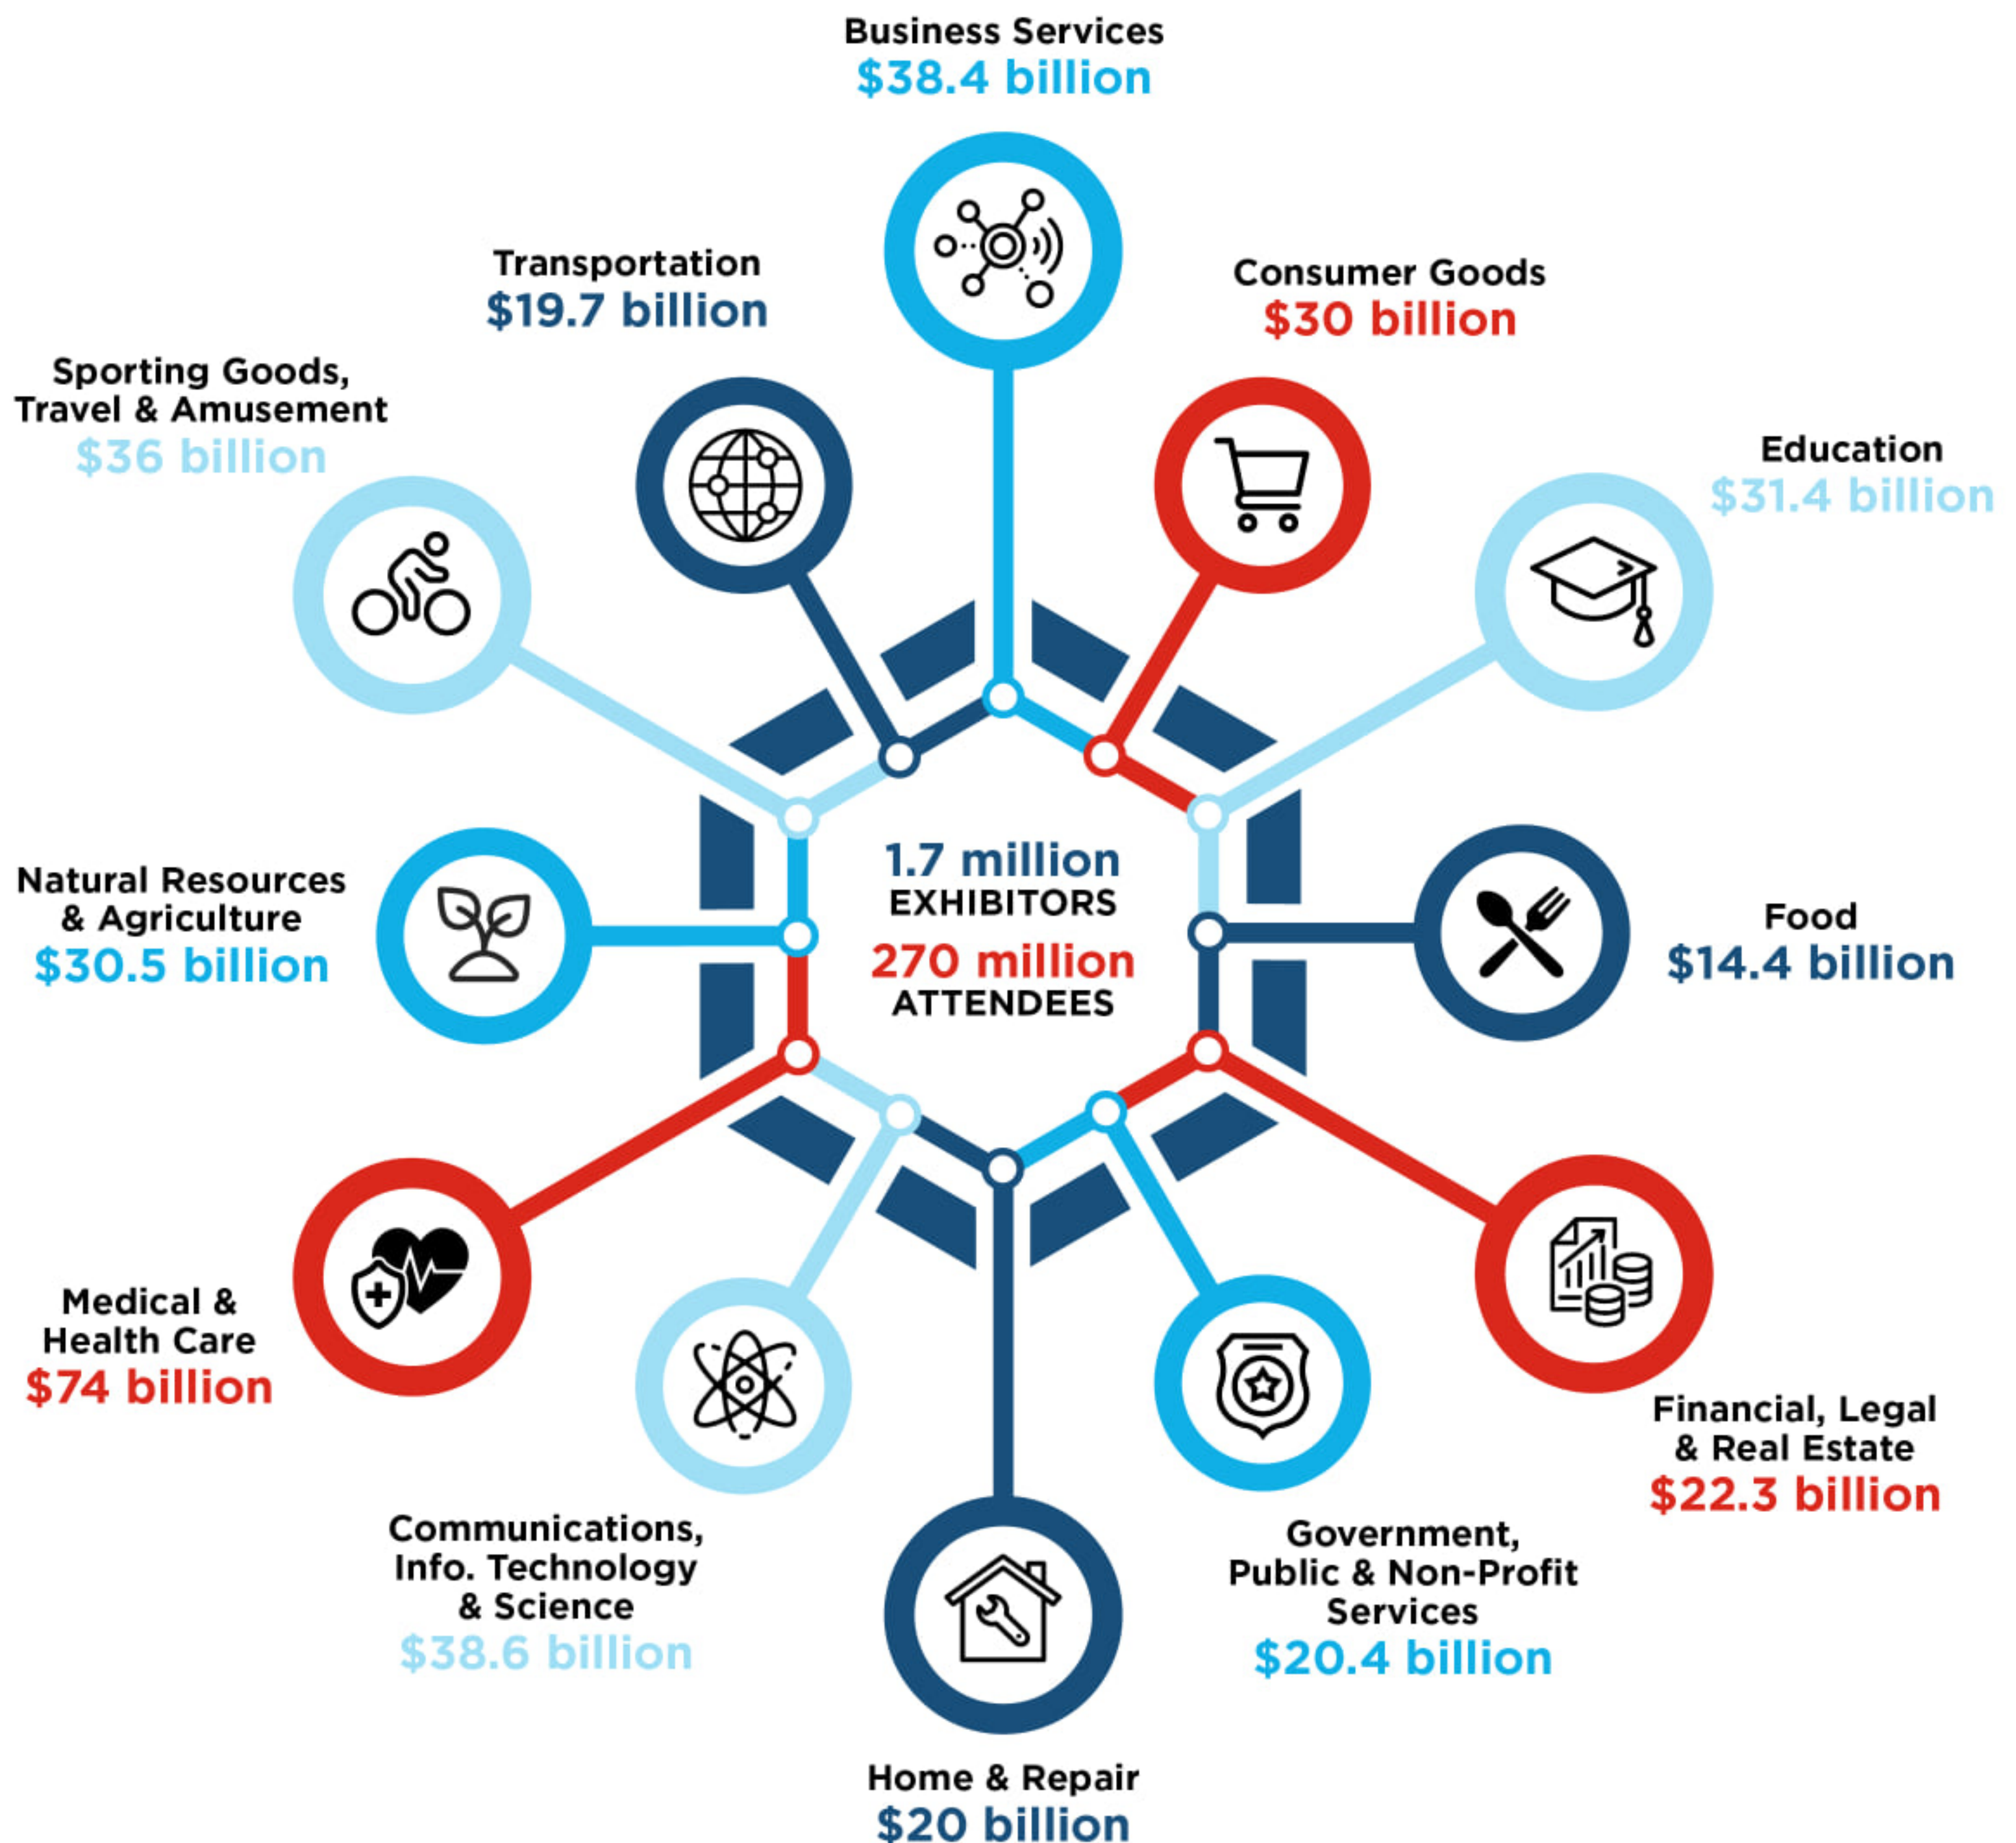 Business Services
$38.4 billion
Transportation
$19.7 billion
Consumer Goods
$30 billion
Sporting Goods,
Travel & Amusement
$36 billion
Education
$31.4 billion
Natural Resources
& Agriculture
$30.5 billion
1.7 million
EXHIBITORS
270 million
ATTENDEES
Food
$14.4 billion
Medical &
Health Care
$74 billion
Financial, Legal
& Real Estate
$22.3 billion
Communications,
Info. Technology
& Science
$38.6 billion
Government,
Public & Non-Profit
Services
$20.4 billion
Home & Repair
$20 billion